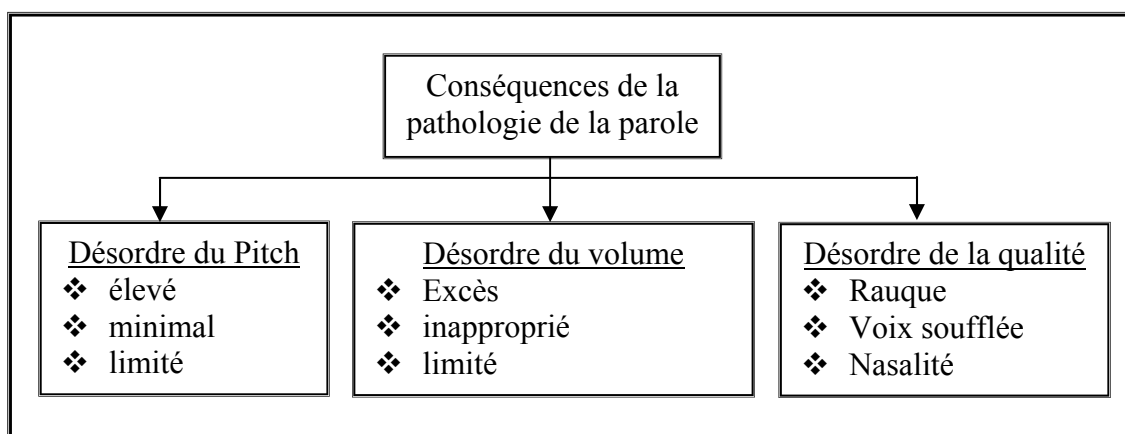 Conséquences de la
pathologie de la parole
Désordre du Pitch
❖ élevé
❖ minimal
❖ limité
Désordre du volume
❖ Excès
❖ inapproprié
❖ limité
Désordre de la qualité
❖ Rauque
❖ Voix soufflée
❖ Nasalité